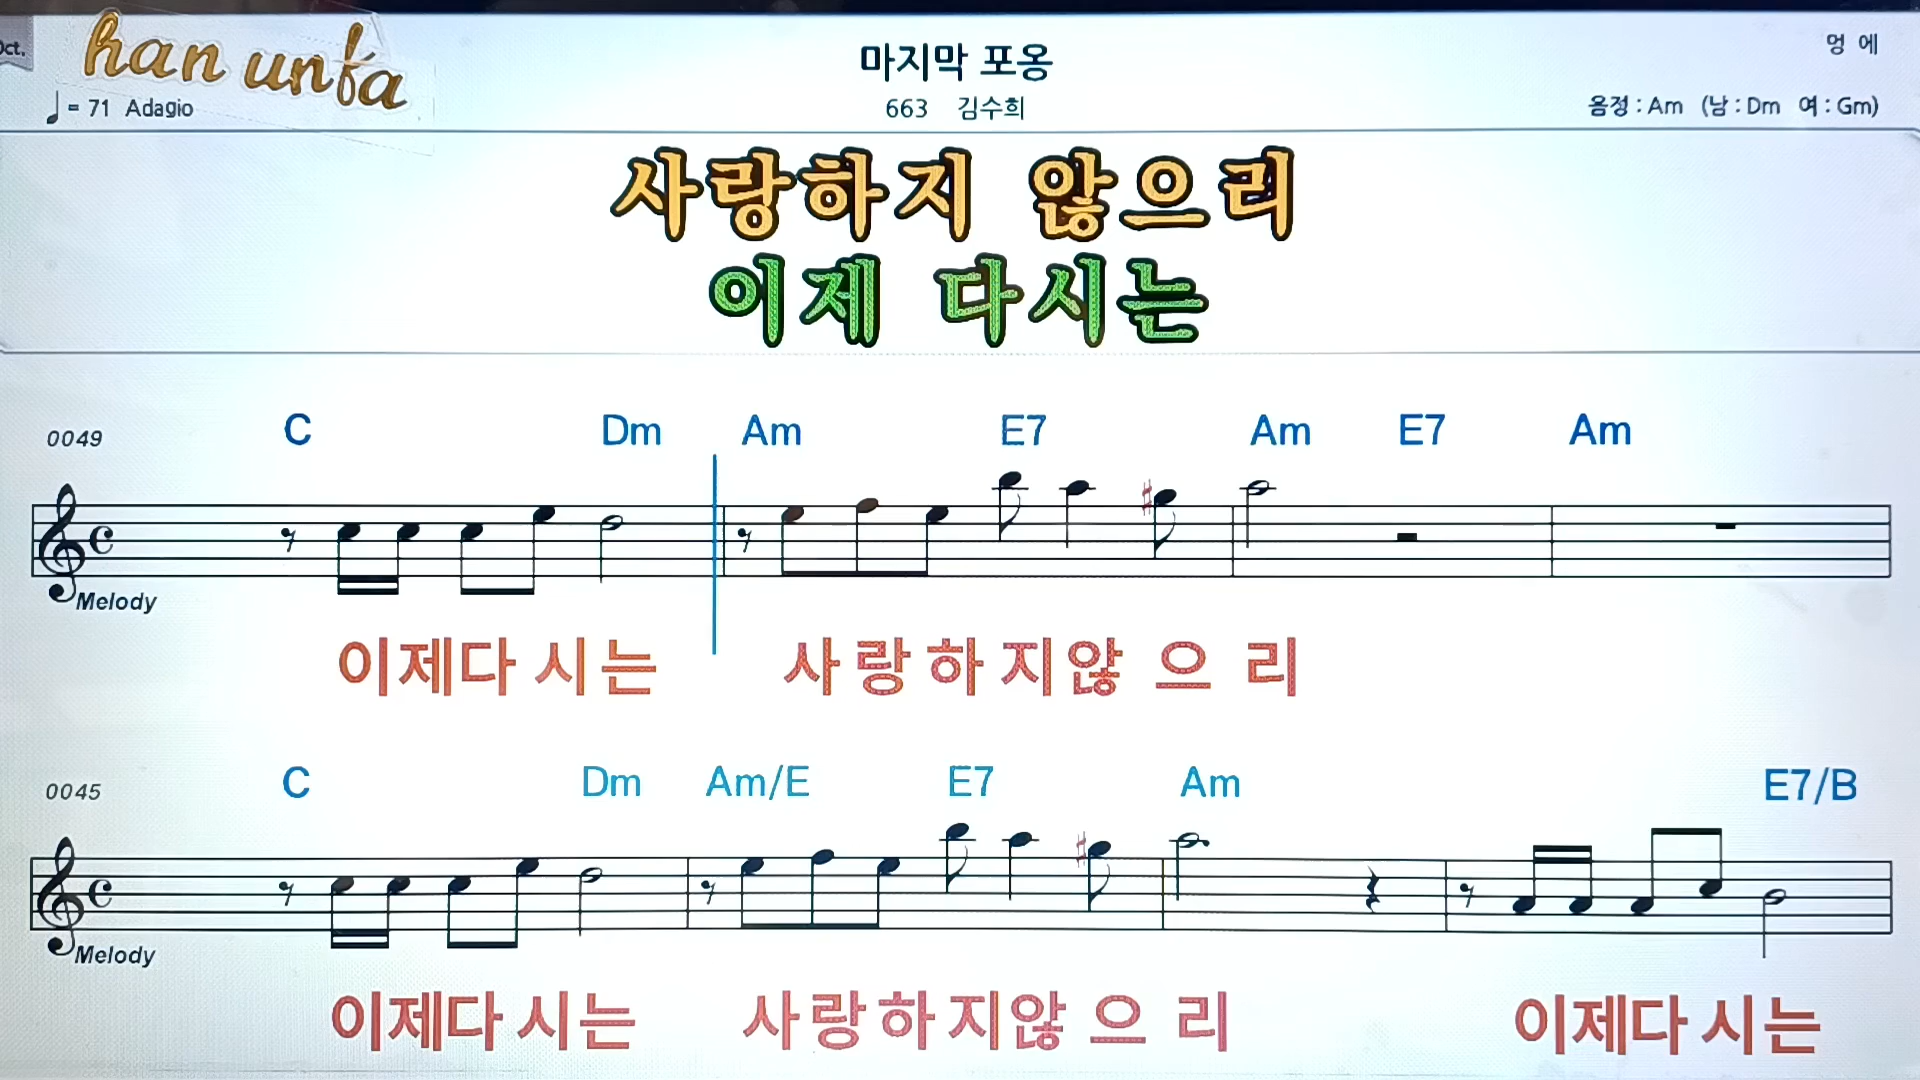 Oct.
han unfa
♩= 71 Adagio
마지막 포옹
663 김수희
멍 에
음정 : Am (남 : Dm 여 : Gm)
사랑하지 않으리
이제 다시는
0049 C Dm Am E7 Am E7 Am
Melody
이제다 시는 사랑하지않 으 리
0045 C Dm Am/E E7 Am E7/B
Melody
이제다 시는 사랑하지않 으 리 이제다 시는